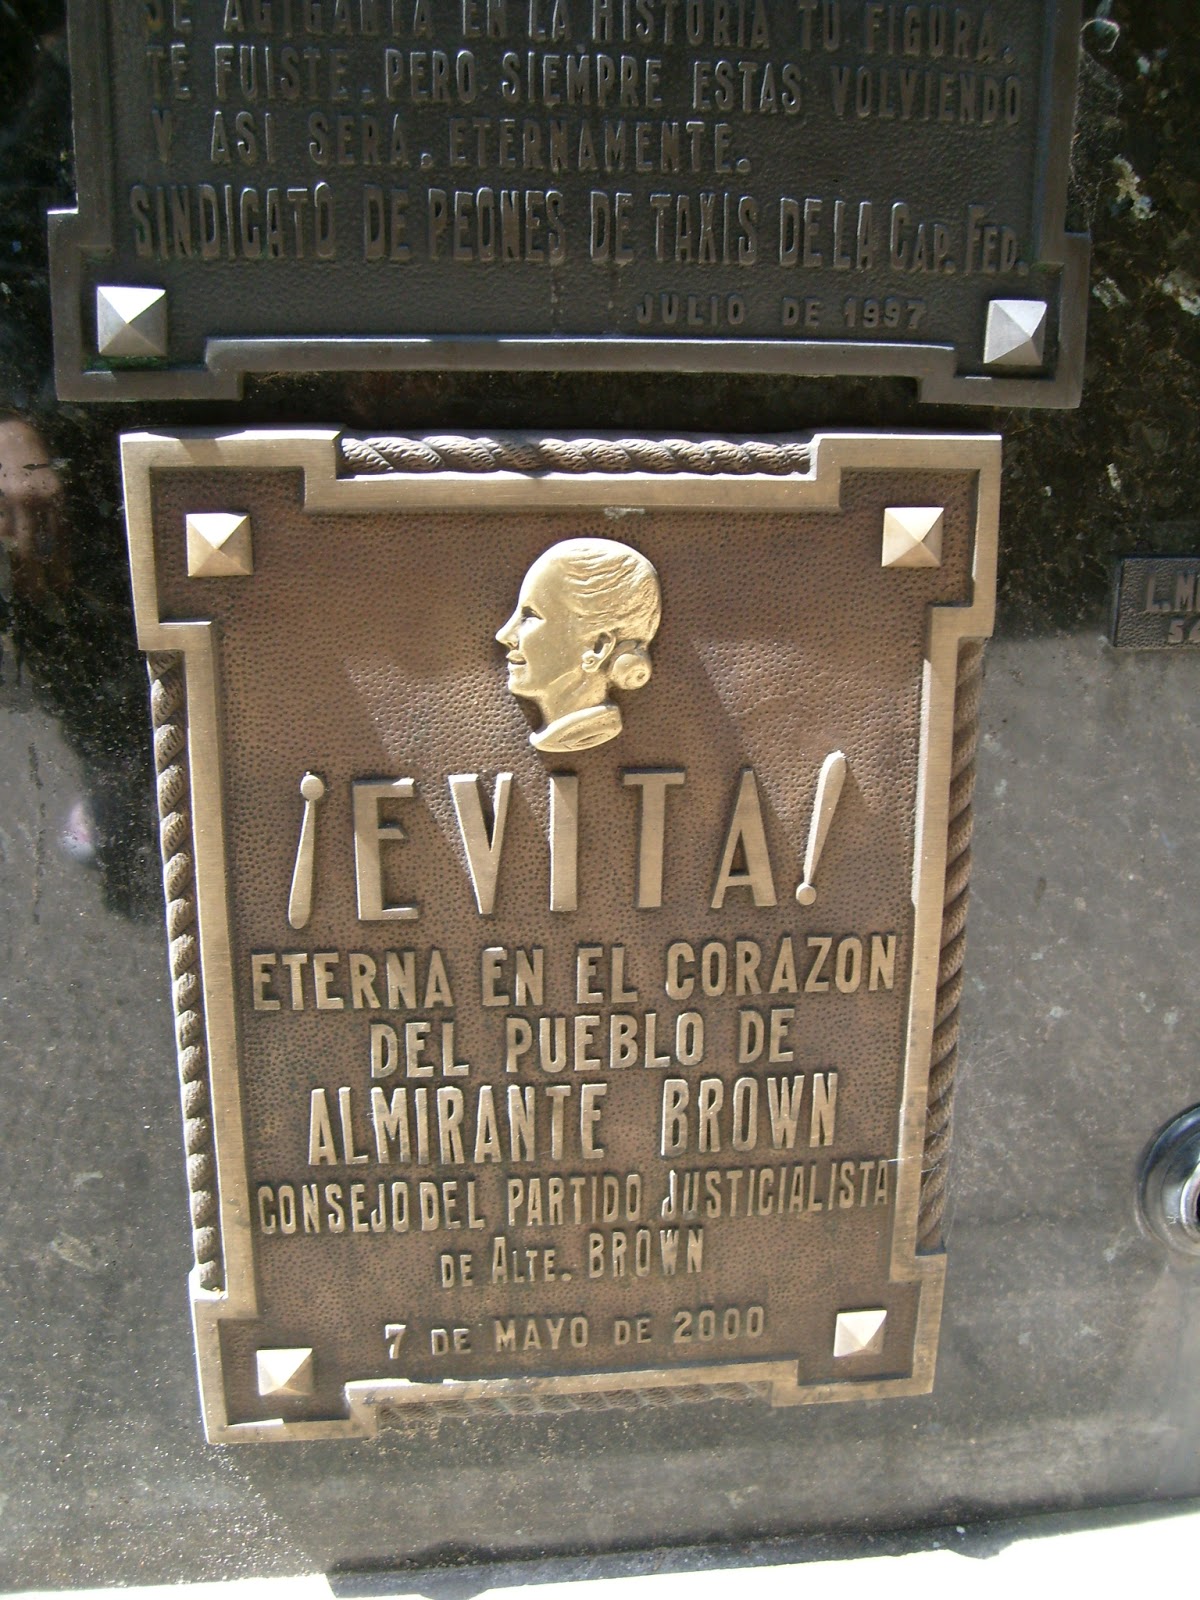 SE AGIGANTA EN LA HISTORIA TU FIGURA.
TE FUISTE. PERO SIEMPRE ESTAS VOLVIENDO
Y ASI SERA. ETERNAMENTE.
SINDICATO DE PEONES DE TAXIS DE LA CAP. FED.
JULIO DE 1997
¡EVITA!
ETERNA EN EL CORAZON
DEL PUEBLO DE
ALMIRANTE BROWN
CONSEJO DEL PARTIDO JUSTICIALISTA
DE ALTE. BROWN
7 DE MAYO DE 2000